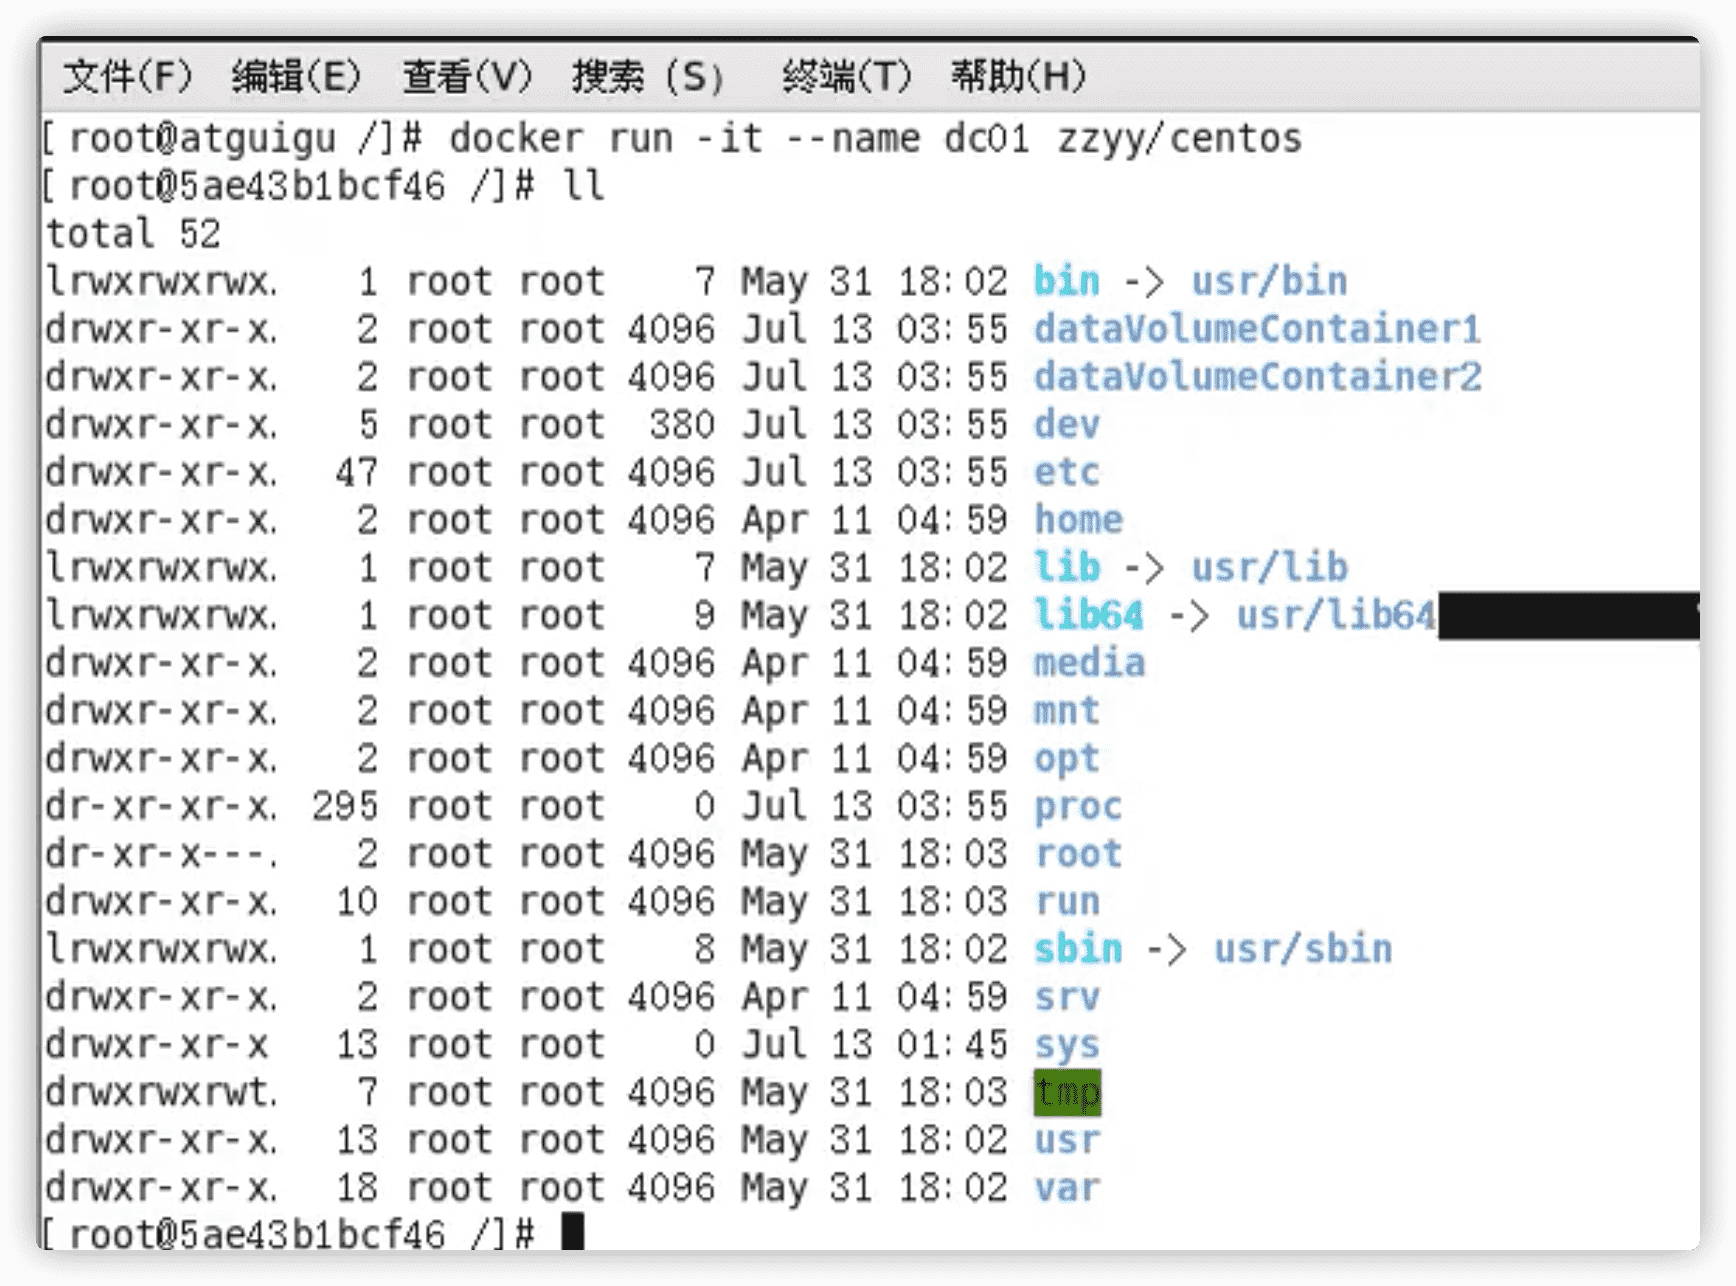 文件(F) 编辑(E) 查看(V) 搜索 (S) 终端(T) 帮助(H)
[root@atguigu /]# docker run -it --name dc01 zzyy/centos
[root@5ae43b1bcf46 /]# ll
total 52
lrwxrwxrwx. 1 root root 7 May 31 18:02 bin -> usr/bin
drwxr-xr-x. 2 root root 4096 Jul 13 03:55 dataVolumeContainer1
drwxr-xr-x. 2 root root 4096 Jul 13 03:55 dataVolumeContainer2
drwxr-xr-x. 5 root root 380 Jul 13 03:55 dev
drwxr-xr-x. 47 root root 4096 Jul 13 03:55 etc
drwxr-xr-x. 2 root root 4096 Apr 11 04:59 home
lrwxrwxrwx. 1 root root 7 May 31 18:02 lib -> usr/lib
lrwxrwxrwx. 1 root root 9 May 31 18:02 lib64 -> usr/lib64
drwxr-xr-x. 2 root root 4096 Apr 11 04:59 media
drwxr-xr-x. 2 root root 4096 Apr 11 04:59 mnt
drwxr-xr-x. 2 root root 4096 Apr 11 04:59 opt
dr-xr-xr-x. 295 root root 0 Jul 13 03:55 proc
dr-xr-x---. 2 root root 4096 May 31 18:03 root
drwxr-xr-x. 10 root root 4096 May 31 18:03 run
lrwxrwxrwx. 1 root root 8 May 31 18:02 sbin -> usr/sbin
drwxr-xr-x. 2 root root 4096 Apr 11 04:59 srv
drwxr-xr-x 13 root root 0 Jul 13 01:45 sys
drwxrwxrwt. 7 root root 4096 May 31 18:03 tmp
drwxr-xr-x. 13 root root 4096 May 31 18:02 usr
drwxr-xr-x. 18 root root 4096 May 31 18:02 var
[root@5ae43b1bcf46 /]#